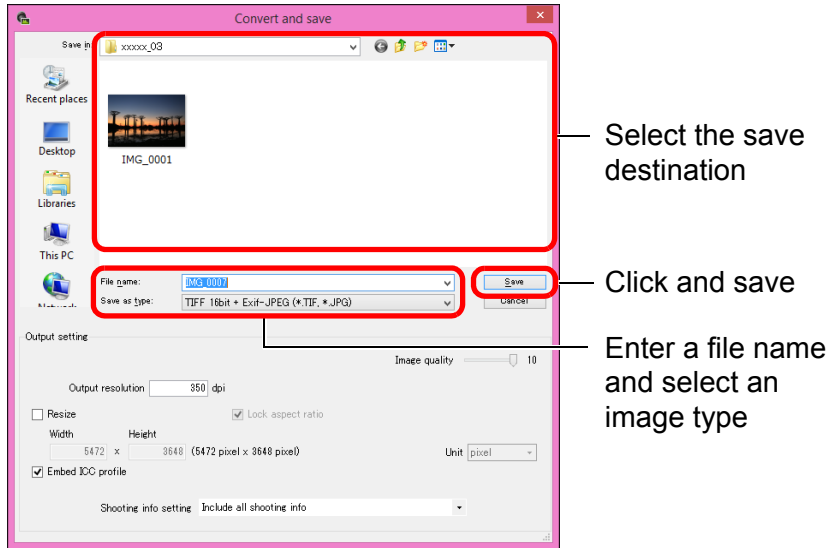 Convert and save
Save in:
xxxxx_03
Recent places
Desktop
Libraries
This PC
Network
IMG_0001
Select the save
destination
File name:
IMG_0007
Save
Click and save
Save as type:
TIFF 16bit + Exif-JPEG (*.TIF, *.JPG)
Cancel
Enter a file name
and select an
image type
Output setting
Image quality 10
Output resolution 350 dpi
Resize
Lock aspect ratio
Width Height
5472 x 3648 (5472 pixel x 3648 pixel)
Unit pixel
Embed ICC profile
Shooting info setting Include all shooting info